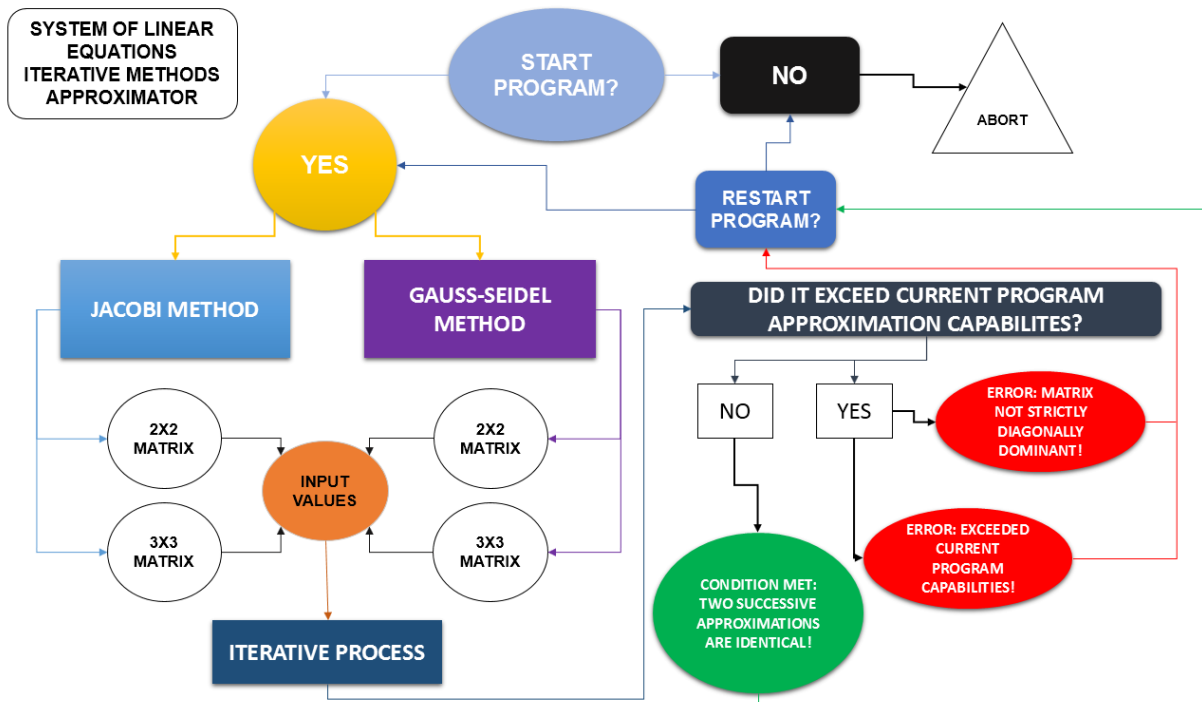 SYSTEM OF LINEAR
EQUATIONS
ITERATIVE METHODS
APPROXIMATOR
START
PROGRAM?
NO
ABORT
YES
RESTART
PROGRAM?
JACOBI METHOD
GAUSS-SEIDEL
METHOD
DID IT EXCEED CURRENT PROGRAM
APPROXIMATION CAPABILITES?
NO
YES
ERROR: MATRIX
NOT STRICTLY
DIAGONALLY
DOMINANT!
2X2
MATRIX
2X2
MATRIX
INPUT
VALUES
3X3
MATRIX
3X3
MATRIX
ERROR: EXCEEDED
CURRENT
PROGRAM
CAPABILITIES!
CONDITION MET:
TWO SUCCESSIVE
APPROXIMATIONS
ARE IDENTICAL!
ITERATIVE PROCESS